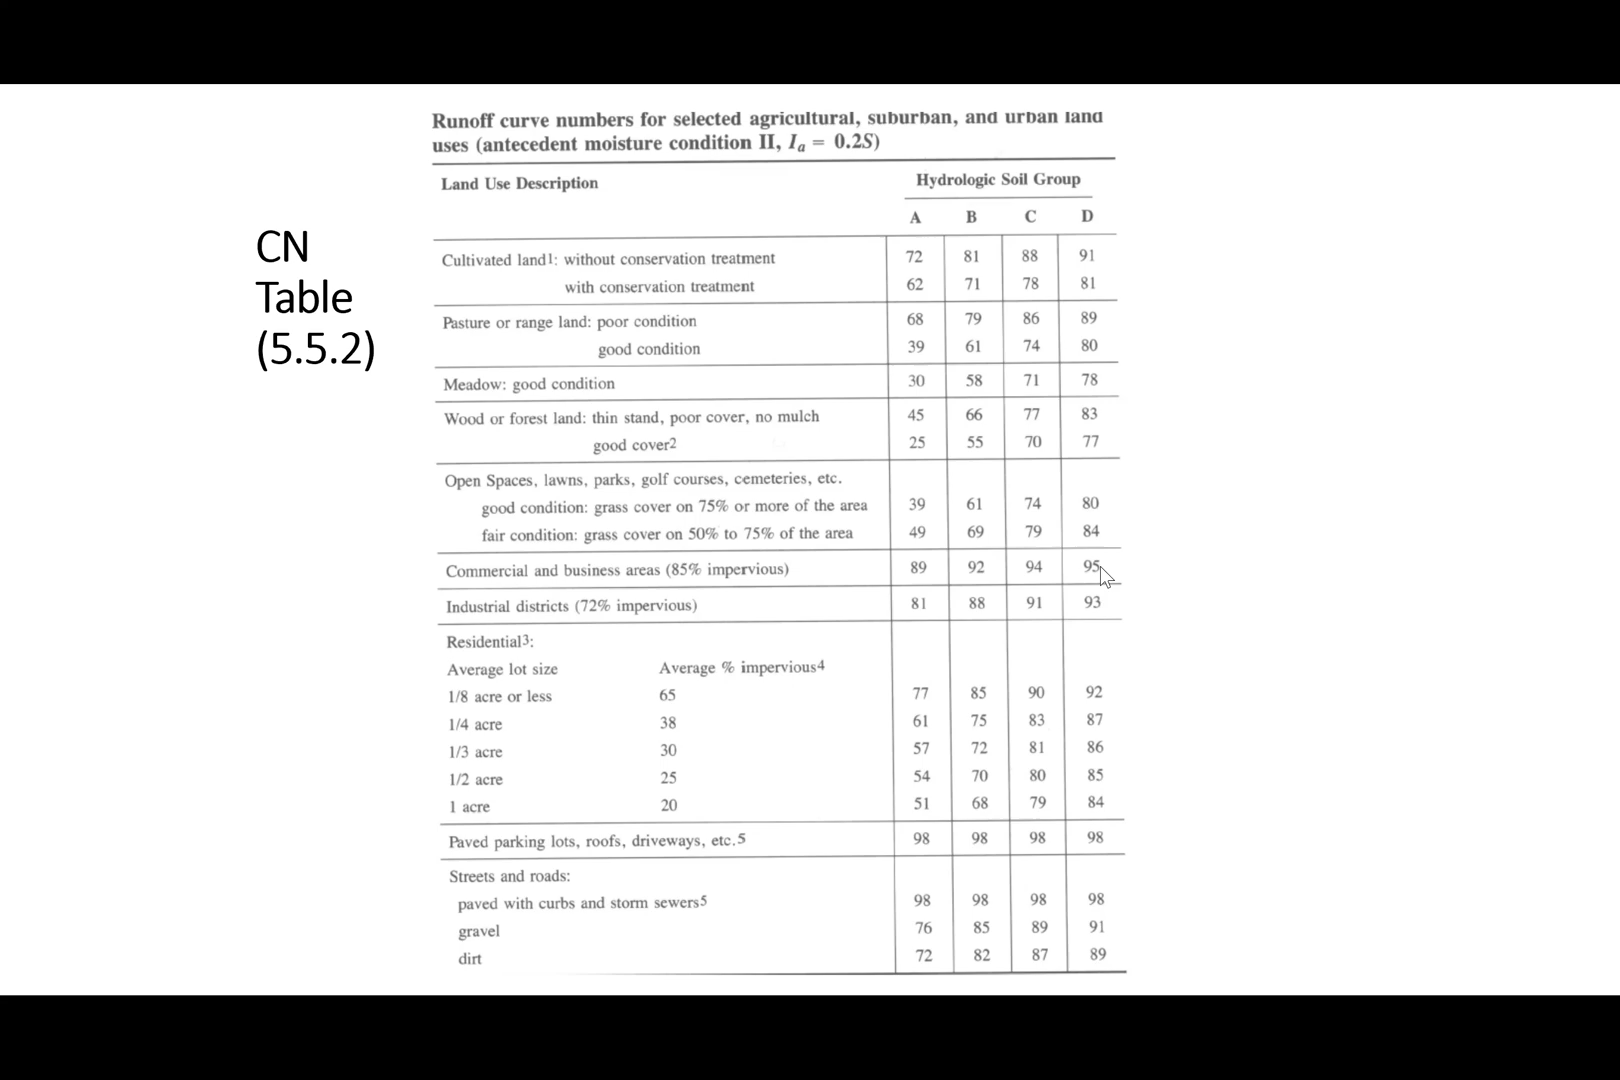 CN
Table
(5.5.2)
Runoff curve numbers for selected agricultural, suburban, and urban land
uses (antecedent moisture condition II, Ia = 0.2S)
Land Use Description Hydrologic Soil Group
A B C D
Cultivated land1: without conservation treatment 72 81 88 91
with conservation treatment 62 71 78 81
Pasture or range land: poor condition 68 79 86 89
good condition 39 61 74 80
Meadow: good condition 30 58 71 78
Wood or forest land: thin stand, poor cover, no mulch 45 66 77 83
good cover2 25 55 70 77
Open Spaces, lawns, parks, golf courses, cemeteries, etc.
good condition: grass cover on 75% or more of the area 39 61 74 80
fair condition: grass cover on 50% to 75% of the area 49 69 79 84
Commercial and business areas (85% impervious) 89 92 94 95
Industrial districts (72% impervious) 81 88 91 93
Residential3:
Average lot size Average % impervious4
1/8 acre or less 65 77 85 90 92
1/4 acre 38 61 75 83 87
1/3 acre 30 57 72 81 86
1/2 acre 25 54 70 80 85
1 acre 20 51 68 79 84
Paved parking lots, roofs, driveways, etc.5 98 98 98 98
Streets and roads:
paved with curbs and storm sewers5 98 98 98 98
gravel 76 85 89 91
dirt 72 82 87 89